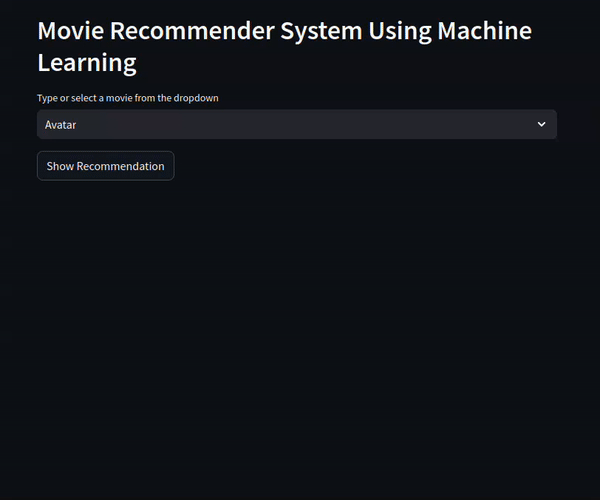 Movie Recommender System Using Machine
Learning
Type or select a movie from the dropdown
Avatar
Show Recommendation